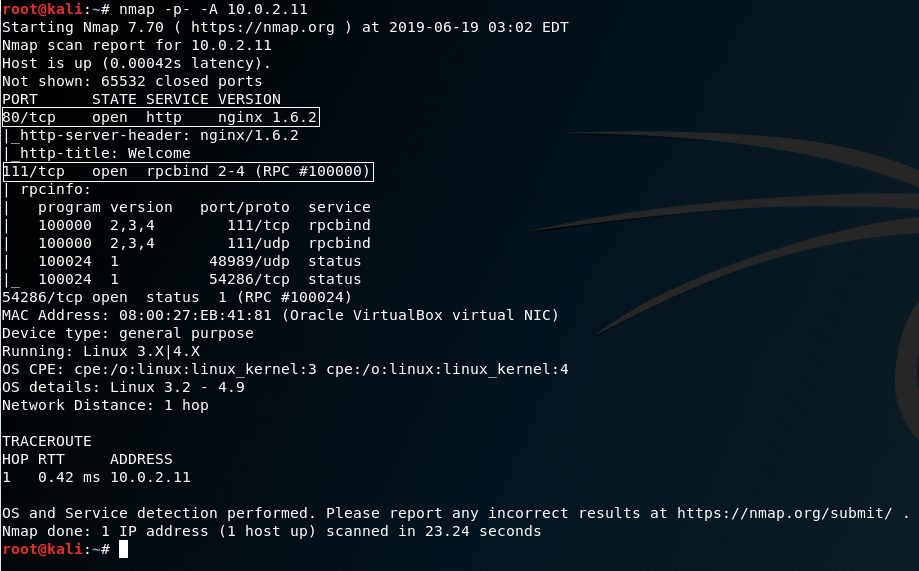 root@kali:~# nmap -p- -A 10.0.2.11
Starting Nmap 7.70 ( https://nmap.org ) at 2019-06-19 03:02 EDT
Nmap scan report for 10.0.2.11
Host is up (0.00042s latency).
Not shown: 65532 closed ports
PORT      STATE SERVICE VERSION
80/tcp    open  http    nginx 1.6.2
|_http-server-header: nginx/1.6.2
|_http-title: Welcome
111/tcp   open  rpcbind 2-4 (RPC #100000)
| rpcinfo:
|   program version   port/proto  service
|   100000  2,3,4        111/tcp  rpcbind
|   100000  2,3,4        111/udp  rpcbind
|   100024  1          48989/udp  status
|_  100024  1          54286/tcp  status
54286/tcp open  status  1 (RPC #100024)
MAC Address: 08:00:27:EB:41:81 (Oracle VirtualBox virtual NIC)
Device type: general purpose
Running: Linux 3.X|4.X
OS CPE: cpe:/o:linux:linux_kernel:3 cpe:/o:linux:linux_kernel:4
OS details: Linux 3.2 - 4.9
Network Distance: 1 hop
TRACEROUTE
HOP RTT     ADDRESS
1   0.42 ms 10.0.2.11
OS and Service detection performed. Please report any incorrect results at https://nmap.org/submit/ .
Nmap done: 1 IP address (1 host up) scanned in 23.24 seconds
root@kali:~#